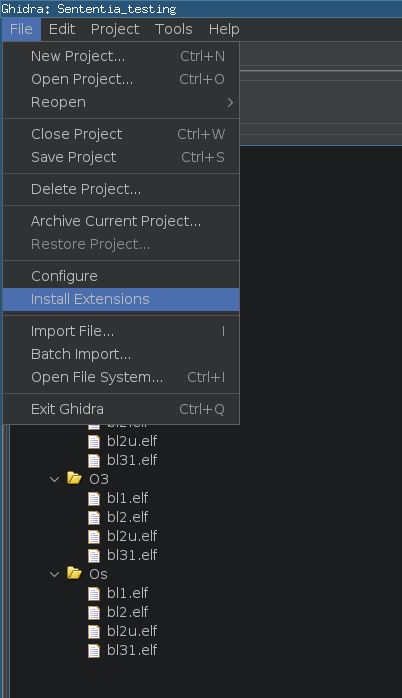 Ghidra: Sententia_testing
File Edit Project Tools Help
New Project... Ctrl+N
Open Project... Ctrl+O
Reopen
Close Project Ctrl+W
Save Project Ctrl+S
Delete Project...
Archive Current Project...
Restore Project...
Configure
Install Extensions
Import File... I
Batch Import...
Open File System... Ctrl+I
Exit Ghidra Ctrl+Q
bl2.elf
bl2u.elf
bl31.elf
O3
bl1.elf
bl2.elf
bl2u.elf
bl31.elf
Os
bl1.elf
bl2.elf
bl2u.elf
bl31.elf